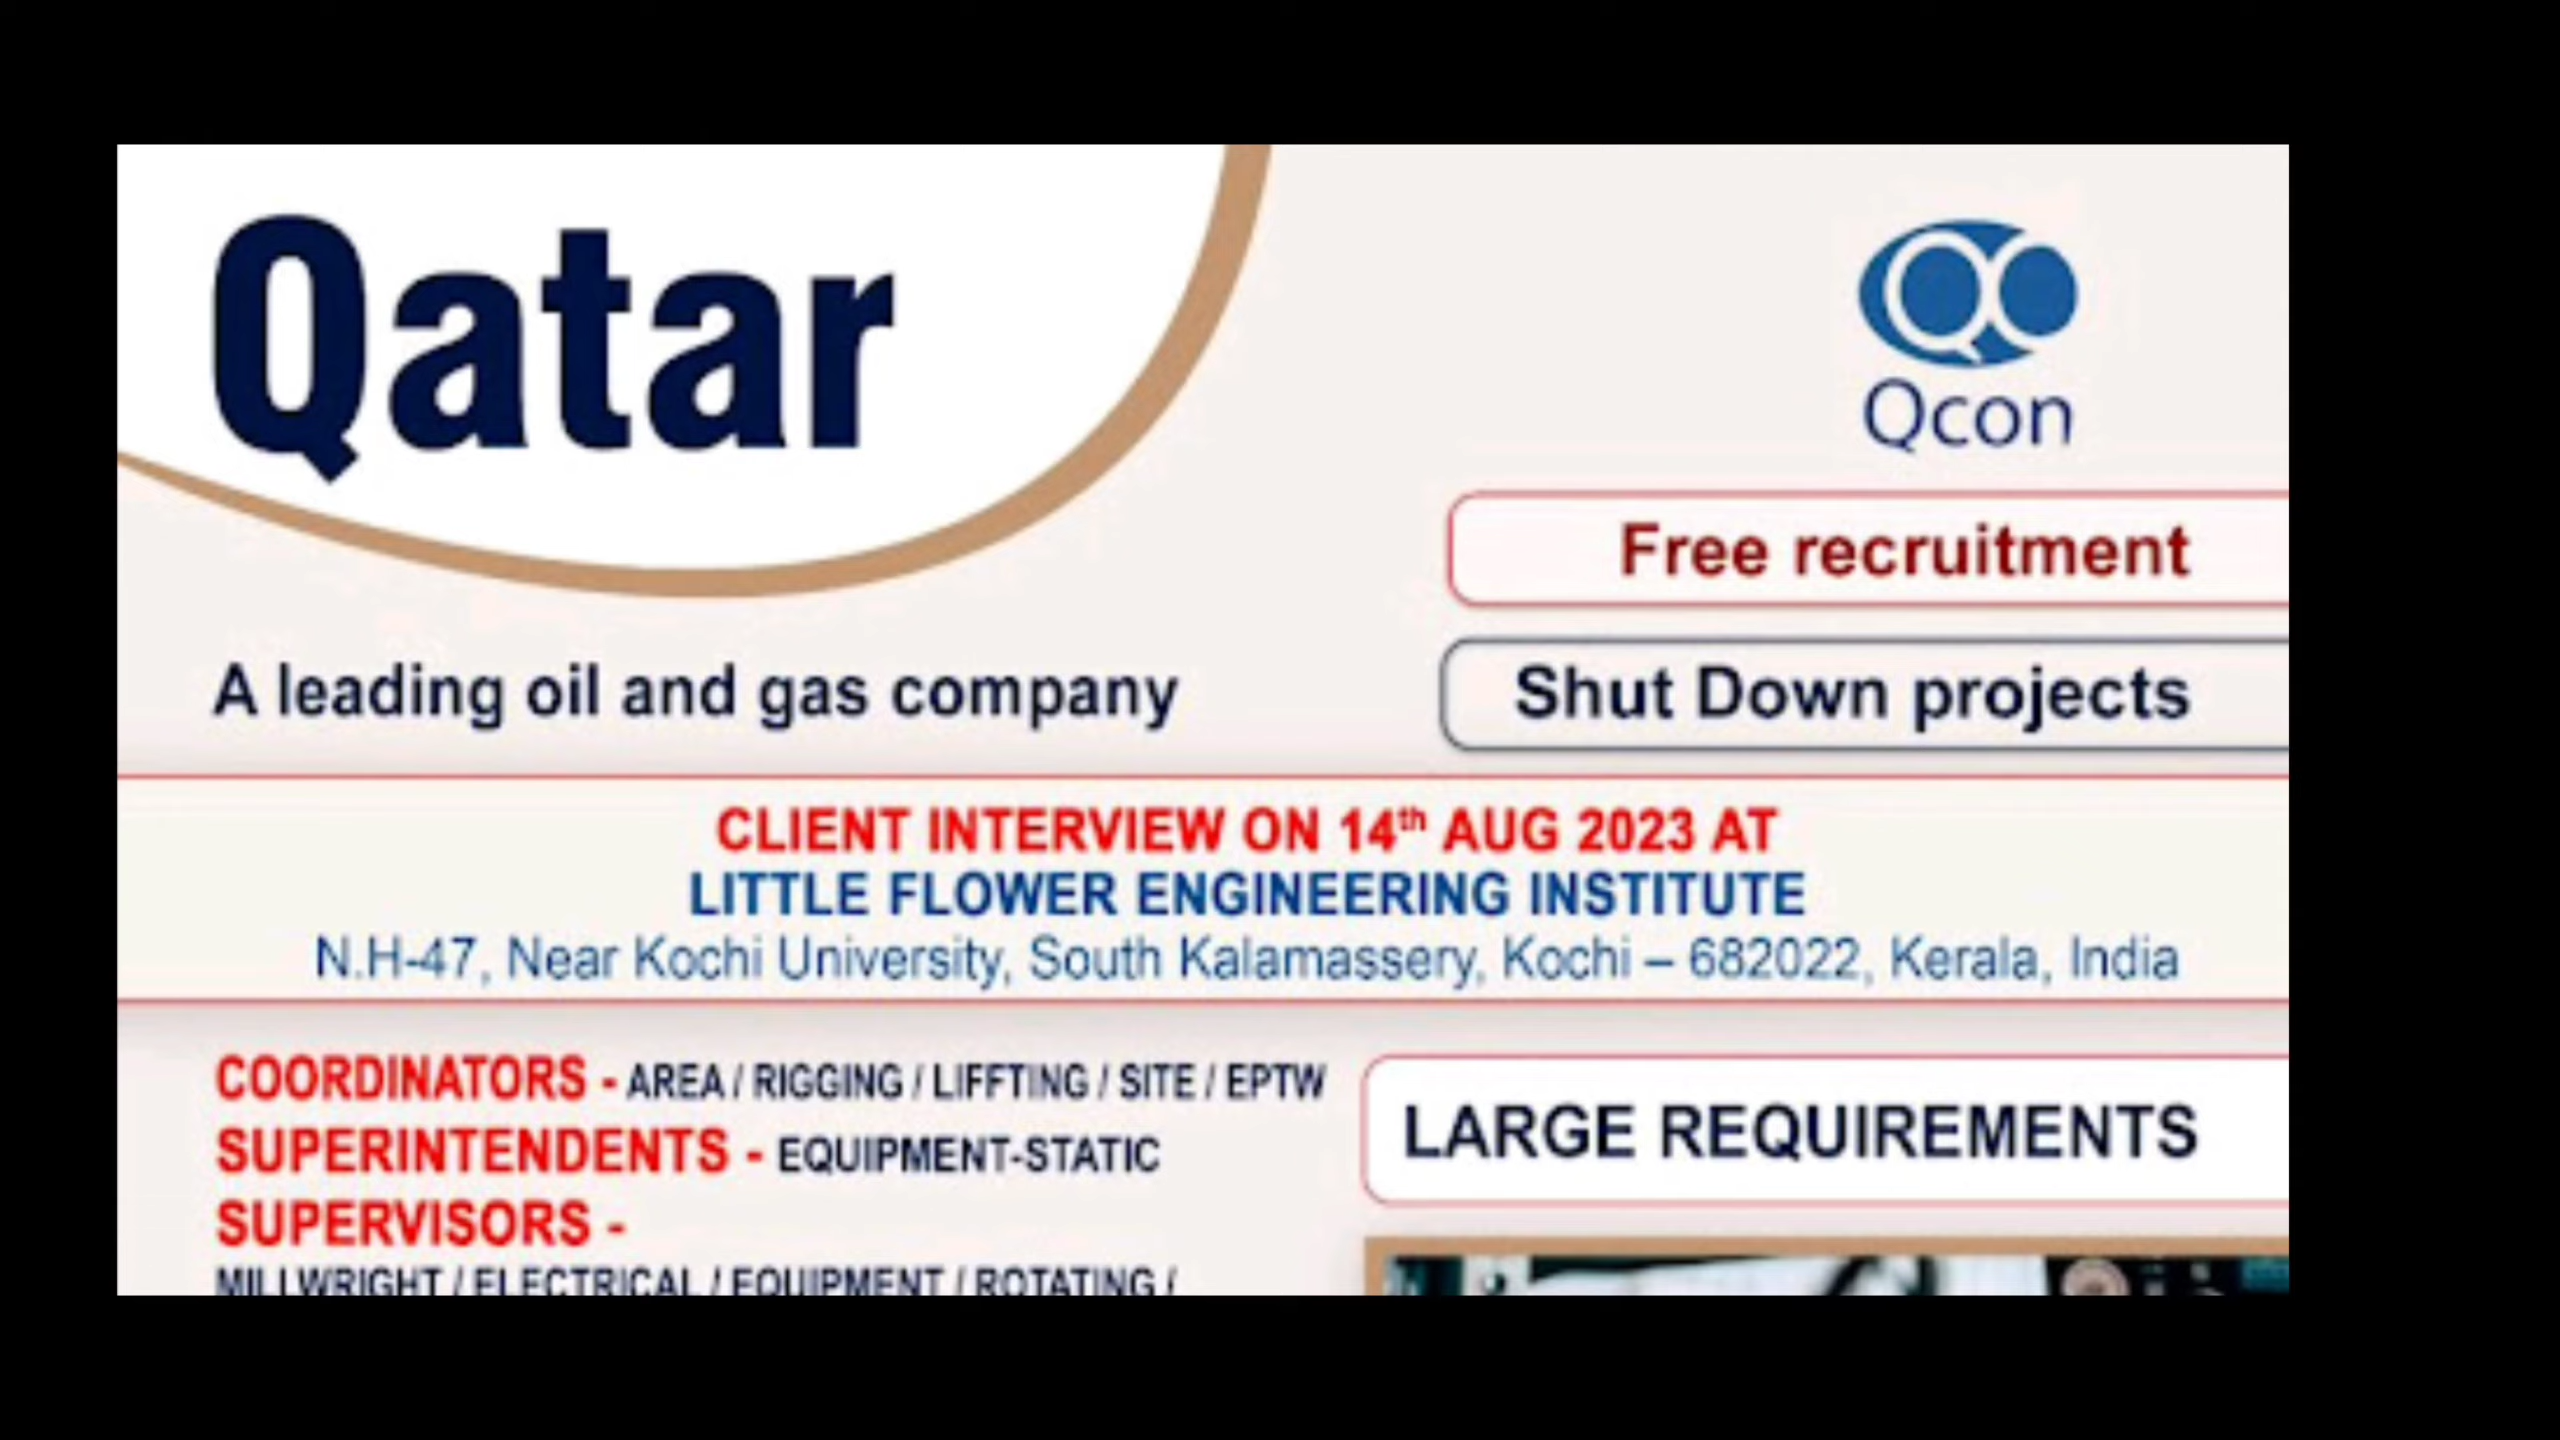 Qatar
Qcon
Free recruitment
A leading oil and gas company
Shut Down projects
CLIENT INTERVIEW ON 14th AUG 2023 AT
LITTLE FLOWER ENGINEERING INSTITUTE
N.H-47, Near Kochi University, South Kalamassery, Kochi – 682022, Kerala, India
COORDINATORS - AREA / RIGGING / LIFFTING / SITE / EPTW
SUPERINTENDENTS - EQUIPMENT-STATIC
SUPERVISORS -
MILLWRIGHT / ELECTRICAL / EQUIPMENT / ROTATING /
LARGE REQUIREMENTS